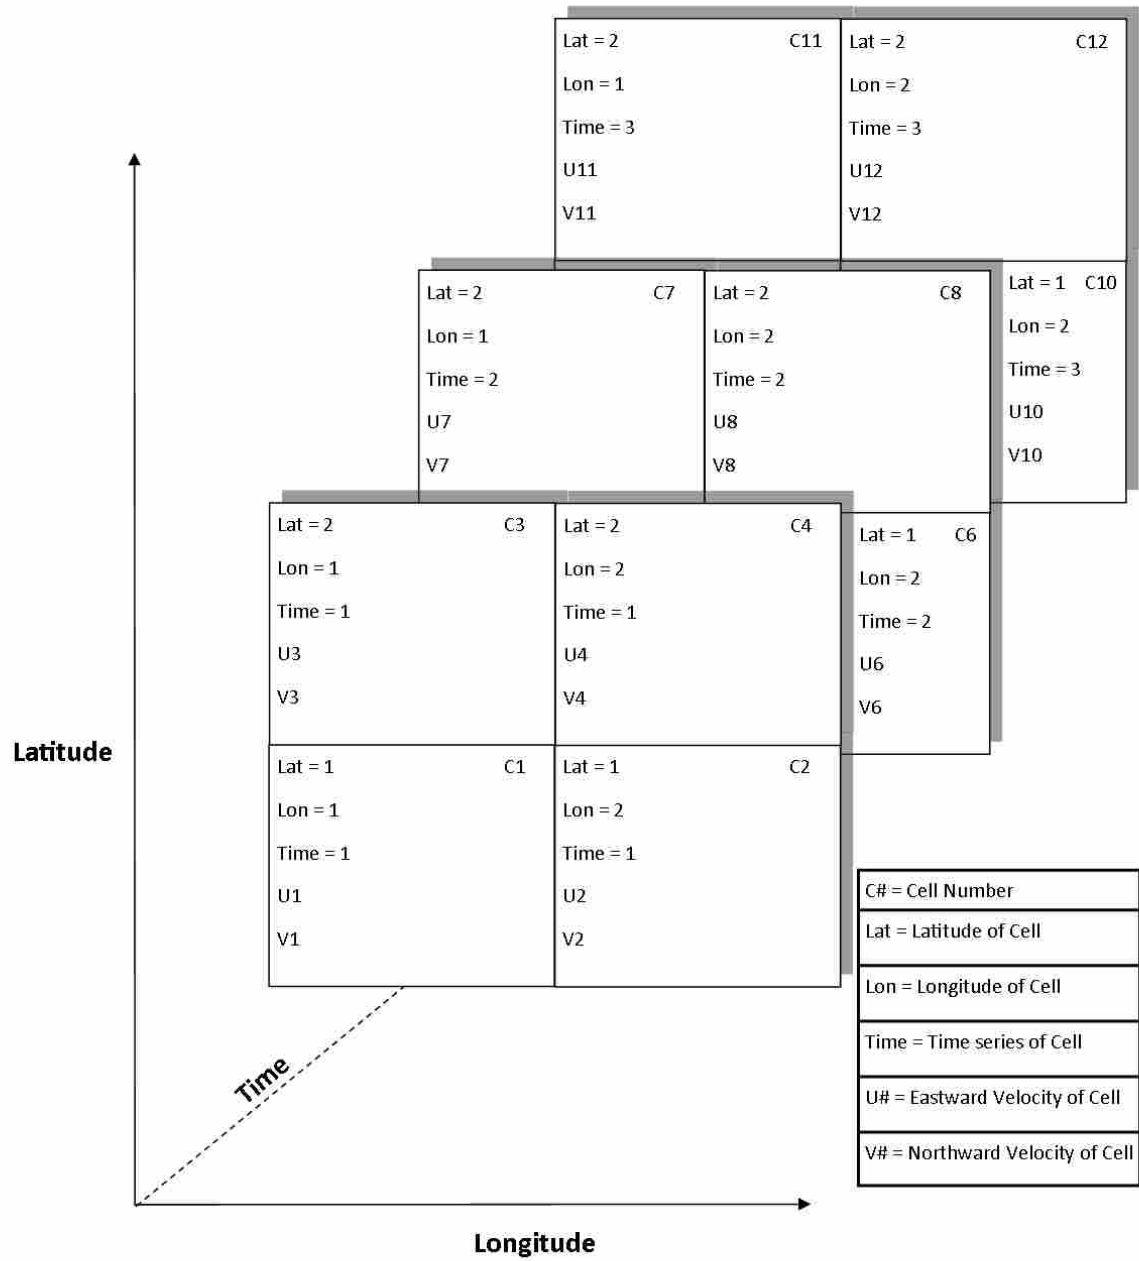 Lat = 2 C11
Lon = 1
Time = 3
U11
V11
Lat = 2 C12
Lon = 2
Time = 3
U12
V12
Lat = 2 C7
Lon = 1
Time = 2
U7
V7
Lat = 2 C8
Lon = 2
Time = 2
U8
V8
Lat = 1 C10
Lon = 2
Time = 3
U10
V10
Lat = 2 C3
Lon = 1
Time = 1
U3
V3
Lat = 2 C4
Lon = 2
Time = 1
U4
V4
Lat = 1 C6
Lon = 2
Time = 2
U6
V6
Latitude
Lat = 1 C1
Lon = 1
Time = 1
U1
V1
Lat = 1 C2
Lon = 2
Time = 1
U2
V2
C# = Cell Number
Lat = Latitude of Cell
Lon = Longitude of Cell
Time = Time series of Cell
U# = Eastward Velocity of Cell
V# = Northward Velocity of Cell
Time
Longitude